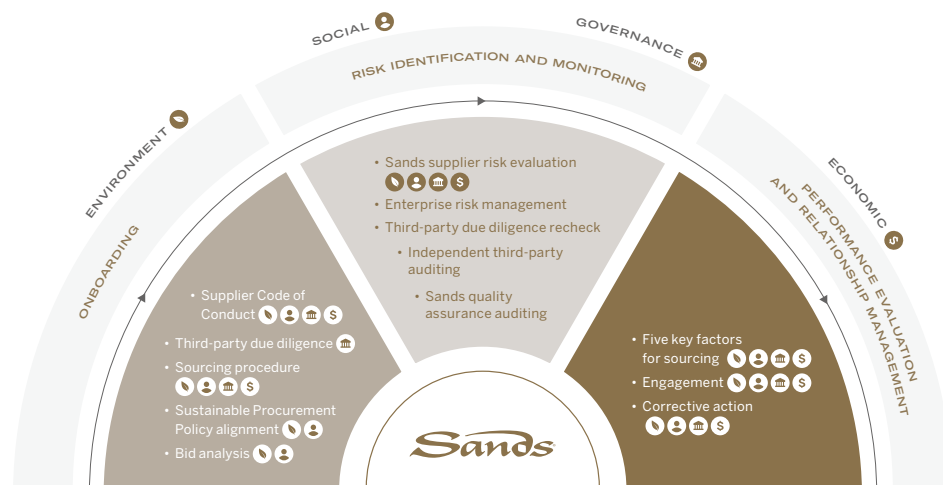 ENVIRONMENT
SOCIAL
GOVERNANCE
ECONOMIC
ONBOARDING
RISK IDENTIFICATION AND MONITORING
PERFORMANCE EVALUATION
AND RELATIONSHIP MANAGEMENT
• Supplier Code of
Conduct
• Third-party due diligence
• Sourcing procedure
• Sustainable Procurement
Policy alignment
• Bid analysis
• Sands supplier risk evaluation
• Enterprise risk management
• Third-party due diligence recheck
• Independent third-party
auditing
• Sands quality
assurance auditing
• Five key factors
for sourcing
• Engagement
• Corrective action
Sands